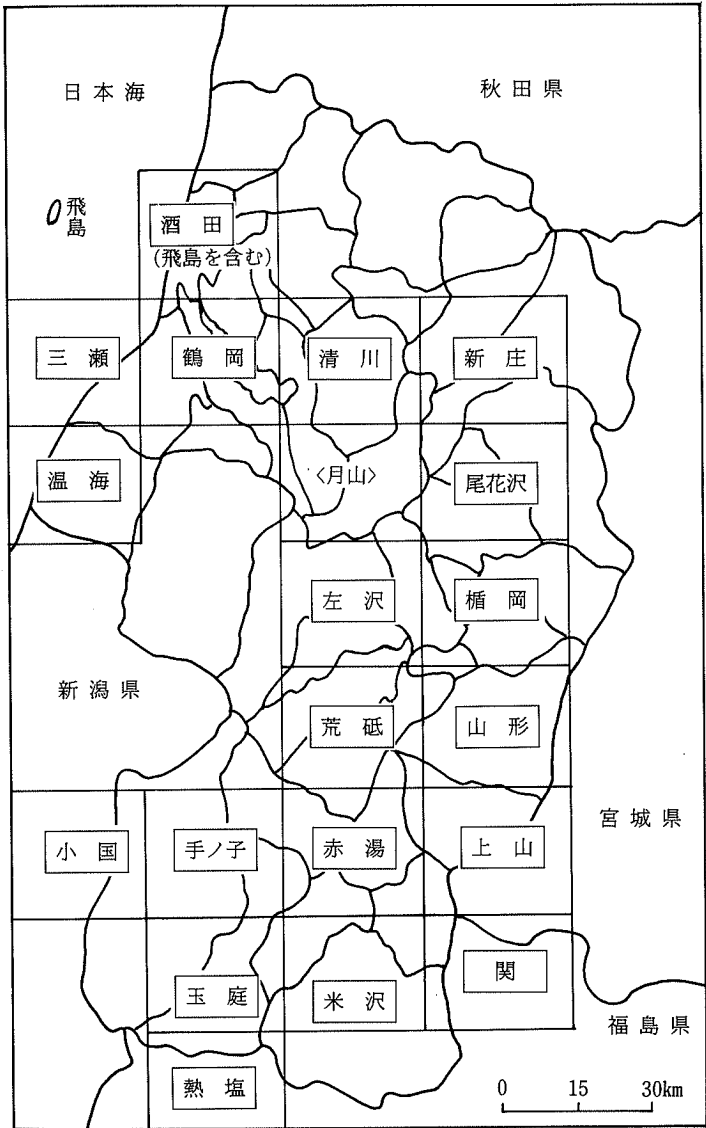 日本海
秋田県
飛島
酒田
(飛島を含む)
三瀬
鶴岡
清川
新庄
温海
〈月山〉
尾花沢
左沢
楯岡
新潟県
荒砥
山形
宮城県
小国
手ノ子
赤湯
上山
玉庭
米沢
関
福島県
熱塩
0 15 30km